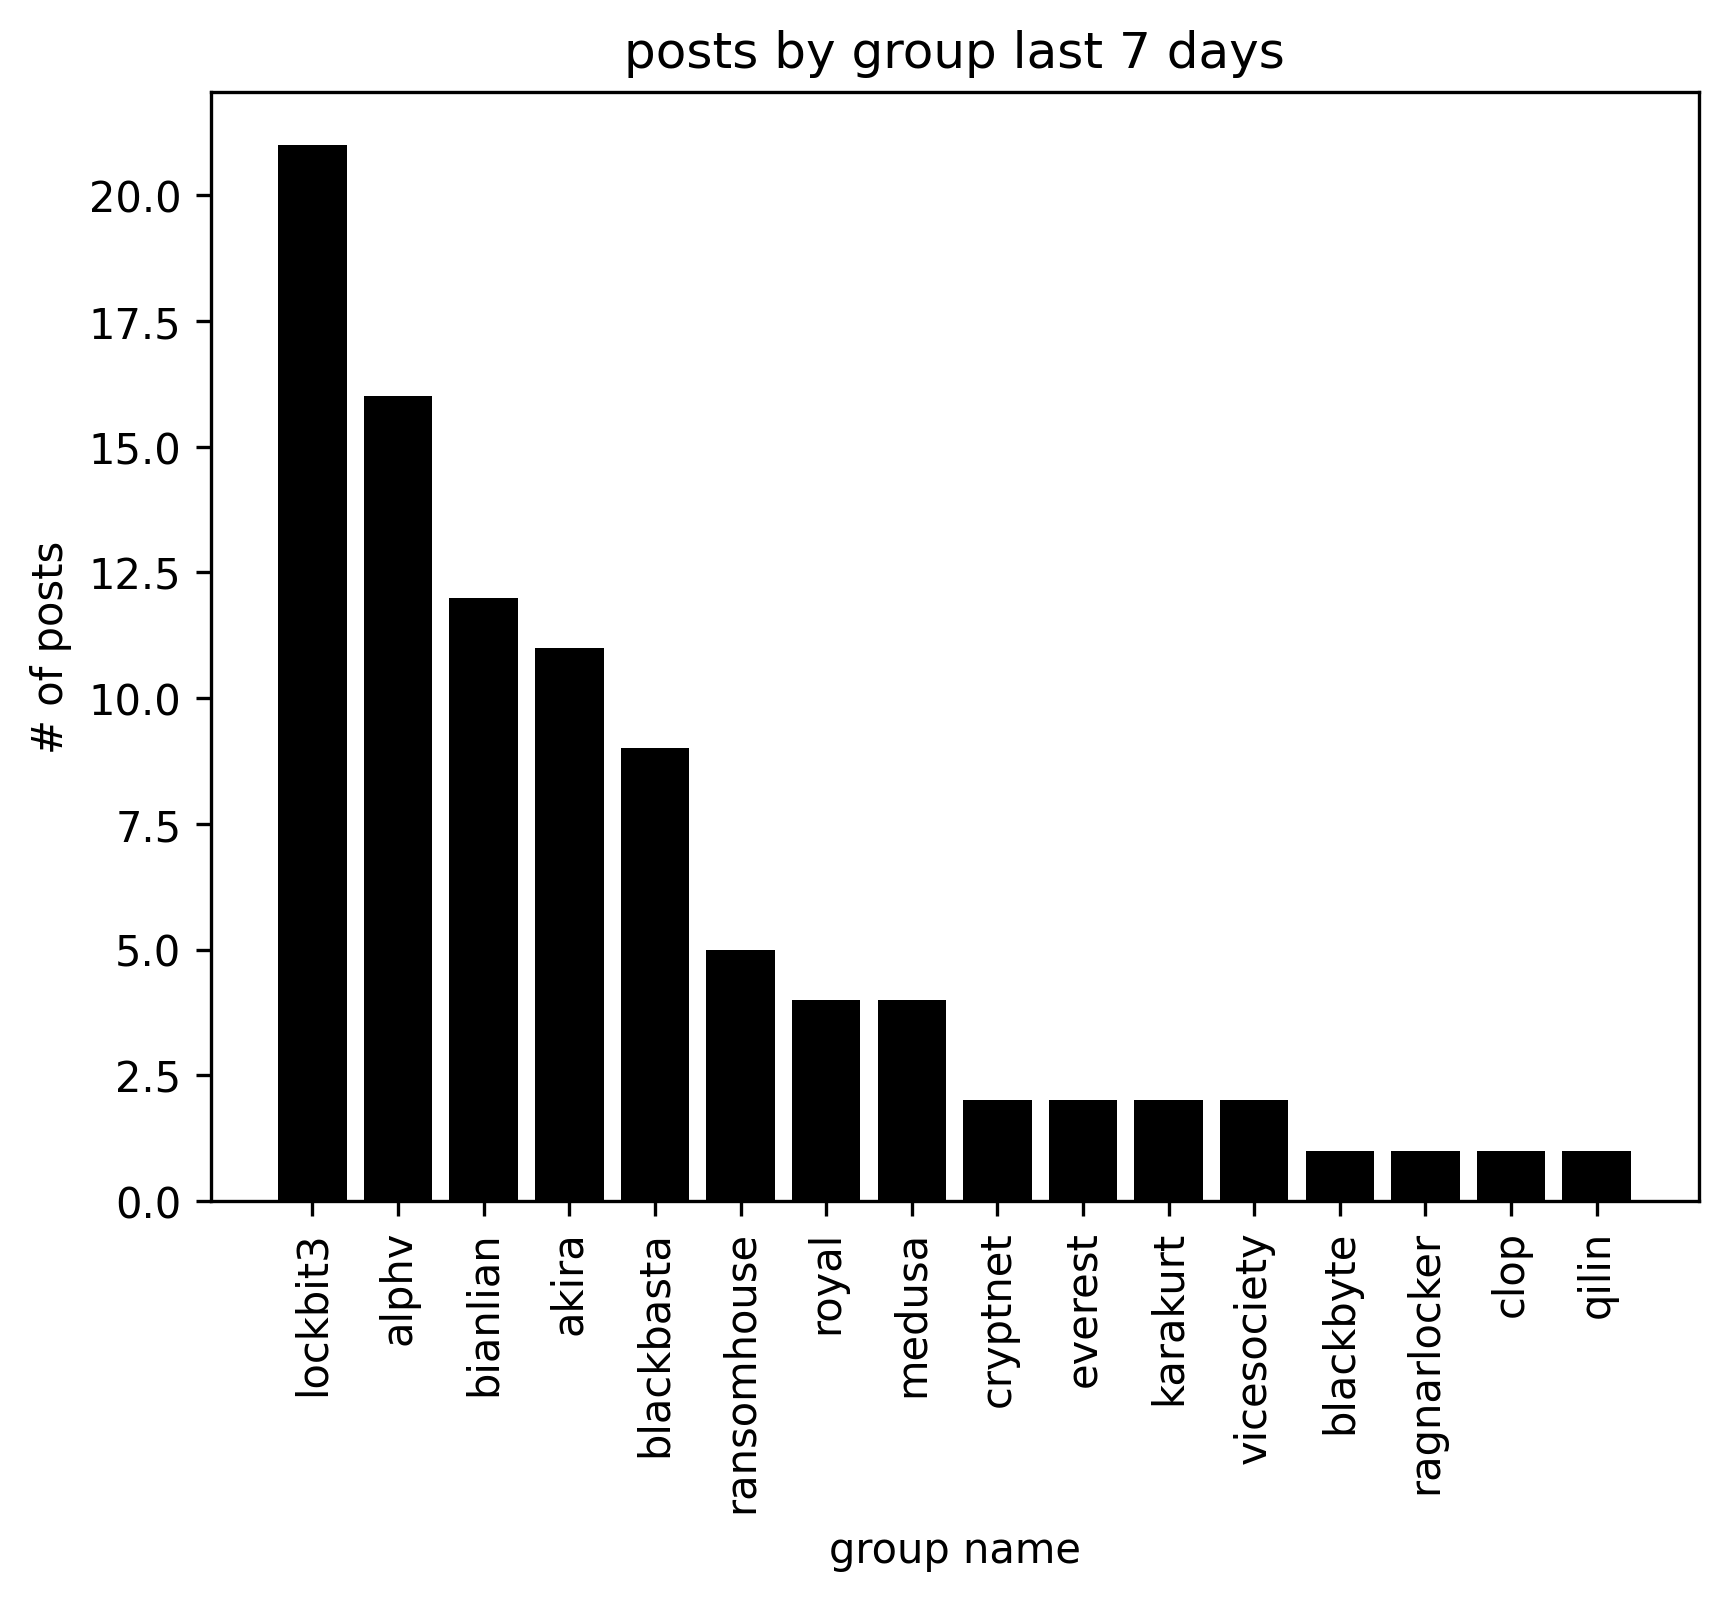 posts by group last 7 days
# of posts
20.0
17.5
15.0
12.5
10.0
7.5
5.0
2.5
0.0
lockbit3
alphv
bianlian
akira
blackbasta
ransomhouse
royal
medusa
cryptnet
everest
karakurt
vicesociety
blackbyte
ragnarlocker
clop
qilin
group name